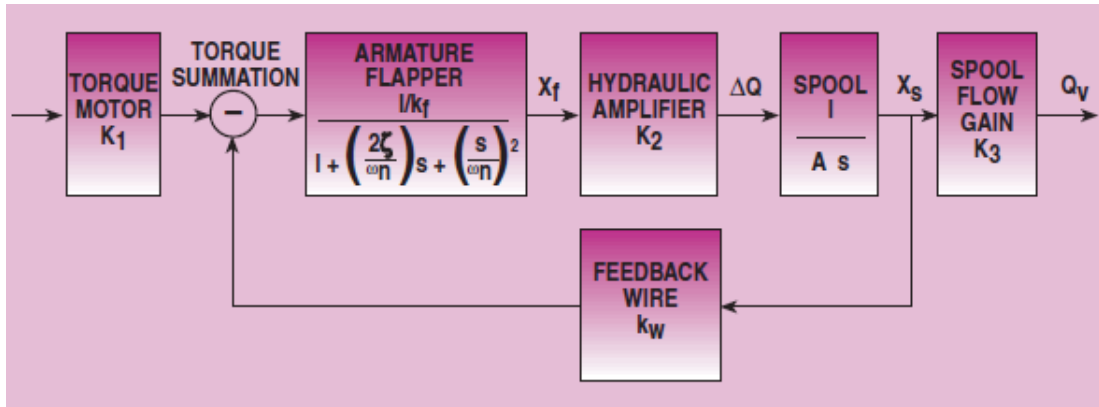 TORQUE
MOTOR
K1
TORQUE
SUMMATION
−
ARMATURE
FLAPPER
I/kf
I + (2ζ/ωn)s + (s/ωn)²
Xf
HYDRAULIC
AMPLIFIER
K2
ΔQ
SPOOL
I
A s
Xs
SPOOL
FLOW
GAIN
K3
Qv
FEEDBACK
WIRE
kw